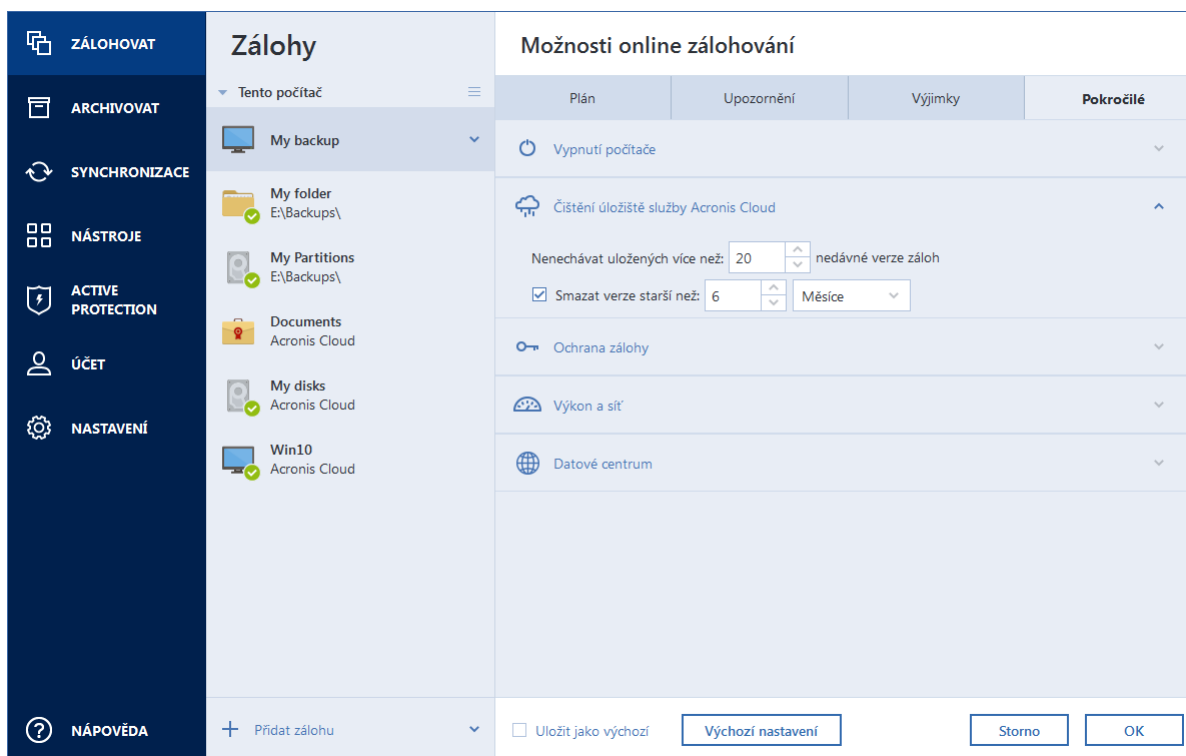 ZÁLOHOVAT
ARCHIVOVAT
SYNCHRONIZACE
NÁSTROJE
ACTIVE
PROTECTION
ÚČET
NASTAVENÍ
NÁPOVĚDA
Zálohy
Tento počítač
My backup
My folder
E:\Backups\
My Partitions
E:\Backups\
Documents
Acronis Cloud
My disks
Acronis Cloud
Win10
Acronis Cloud
Přidat zálohu
Možnosti online zálohování
Plán Upozornění Výjimky Pokročilé
Vypnutí počítače
Čištění úložiště služby Acronis Cloud
Nenechávat uložených více než: 20 nedávné verze záloh
Smazat verze starší než: 6 Měsíce
Ochrana zálohy
Výkon a síť
Datové centrum
Uložit jako výchozí Výchozí nastavení Storno OK